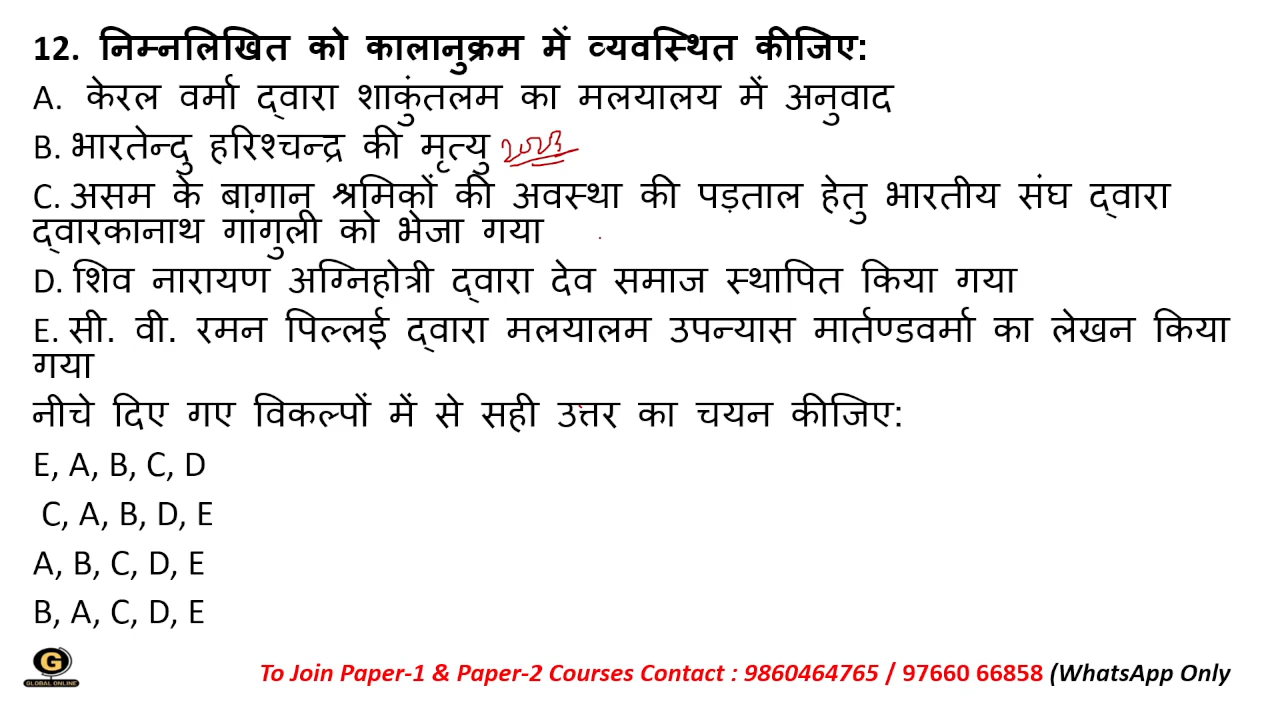 12. निम्नलिखित को कालानुक्रम में व्यवस्थित कीजिए:
A. केरल वर्मा द्वारा शाकुंतलम का मलयालय में अनुवाद
B. भारतेन्दु हरिश्चन्द्र की मृत्यु
C. असम के बागान श्रमिकों की अवस्था की पड़ताल हेतु भारतीय संघ द्वारा
द्वारकानाथ गांगुली को भेजा गया
D. शिव नारायण अग्निहोत्री द्वारा देव समाज स्थापित किया गया
E. सी. वी. रमन पिल्लई द्वारा मलयालम उपन्यास मार्तण्डवर्मा का लेखन किया
गया
नीचे दिए गए विकल्पों में से सही उत्तर का चयन कीजिए:
E, A, B, C, D
C, A, B, D, E
A, B, C, D, E
B, A, C, D, E
G
GLOBAL ONLINE
To Join Paper-1 & Paper-2 Courses Contact : 9860464765 / 97660 66858 (WhatsApp Only